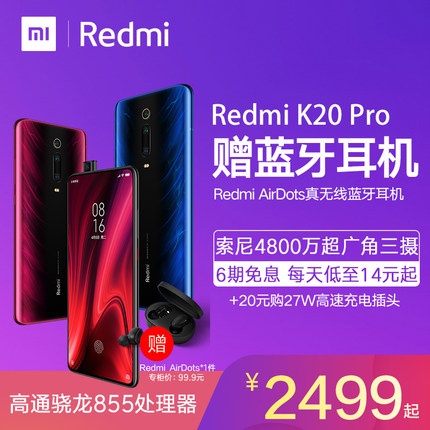 mi Redmi
Redmi K20 Pro
赠蓝牙耳机
Redmi AirDots真无线蓝牙耳机
索尼4800万超广角三摄
6期免息 每天低至14元起
+20元购27W高速充电插头
08
16
Redmi
Redmi
赠
Redmi AirDots*1件
专柜价:99.9元
高通骁龙855处理器
¥2499起